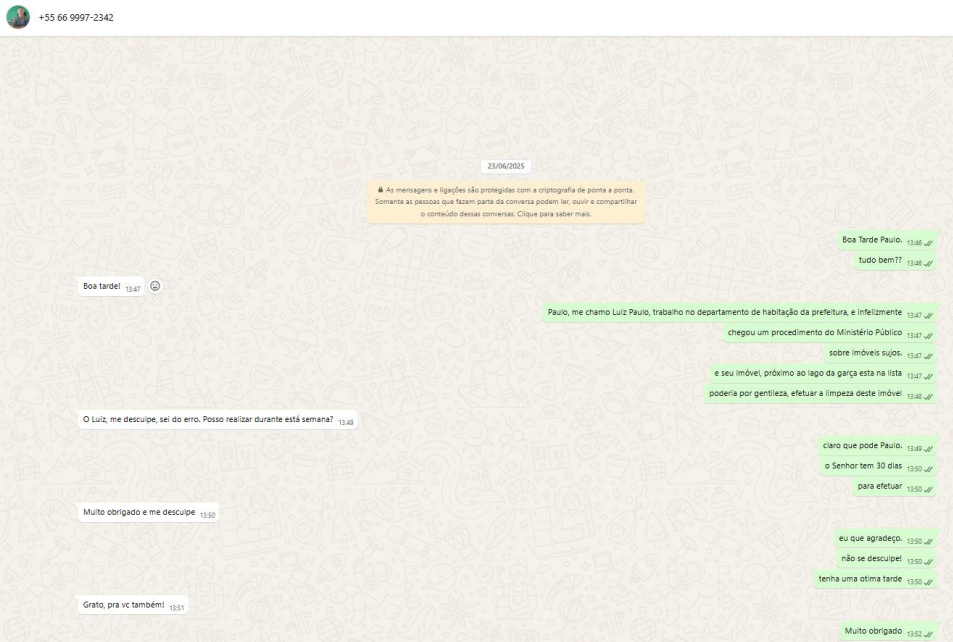 +55 66 9997-2342
23/06/2025
As mensagens e ligações são protegidas com a criptografia de ponta a ponta.
Somente as pessoas que fazem parte da conversa podem ler, ouvir e compartilhar
o conteúdo dessas conversas. Clique para saber mais.
Boa Tarde Paulo. 13:46
tudo bem?? 13:46
Boa tarde! 13:47
Paulo, me chamo Luiz Paulo, trabalho no departamento de habitação da prefeitura, e infelizmente 13:47
chegou um procedimento do Ministério Público 13:47
sobre imóveis sujos. 13:47
e seu imóvel, próximo ao lago da garça esta na lista 13:47
poderia por gentileza, efetuar a limpeza deste imóvel 13:48
O Luiz, me desculpe, sei do erro. Posso realizar durante está semana? 13:49
claro que pode Paulo. 13:49
o Senhor tem 30 dias 13:50
para efetuar 13:50
Muito obrigado e me desculpe 13:50
eu que agradeço. 13:50
não se desculpe! 13:50
tenha uma otima tarde 13:50
Grato, pra vc também! 13:51
Muito obrigado 13:52